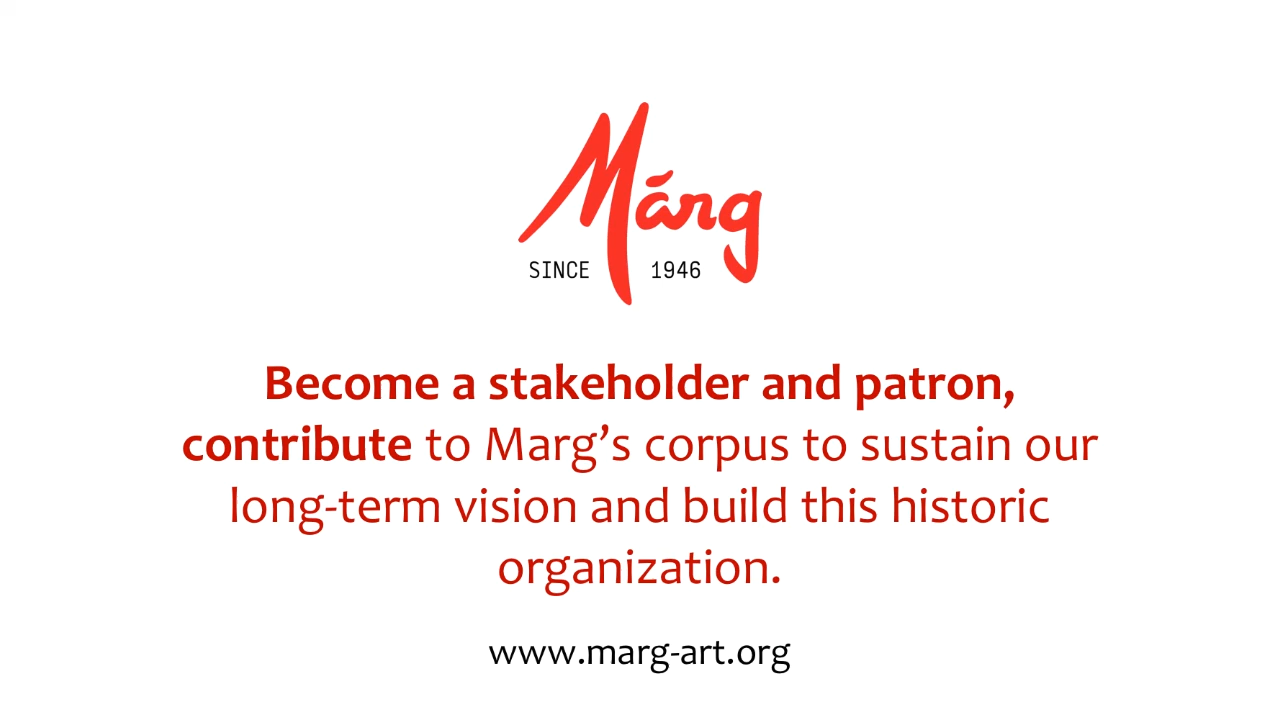 Márg
SINCE 1946
Become a stakeholder and patron,
contribute to Marg’s corpus to sustain our
long-term vision and build this historic
organization.
www.marg-art.org